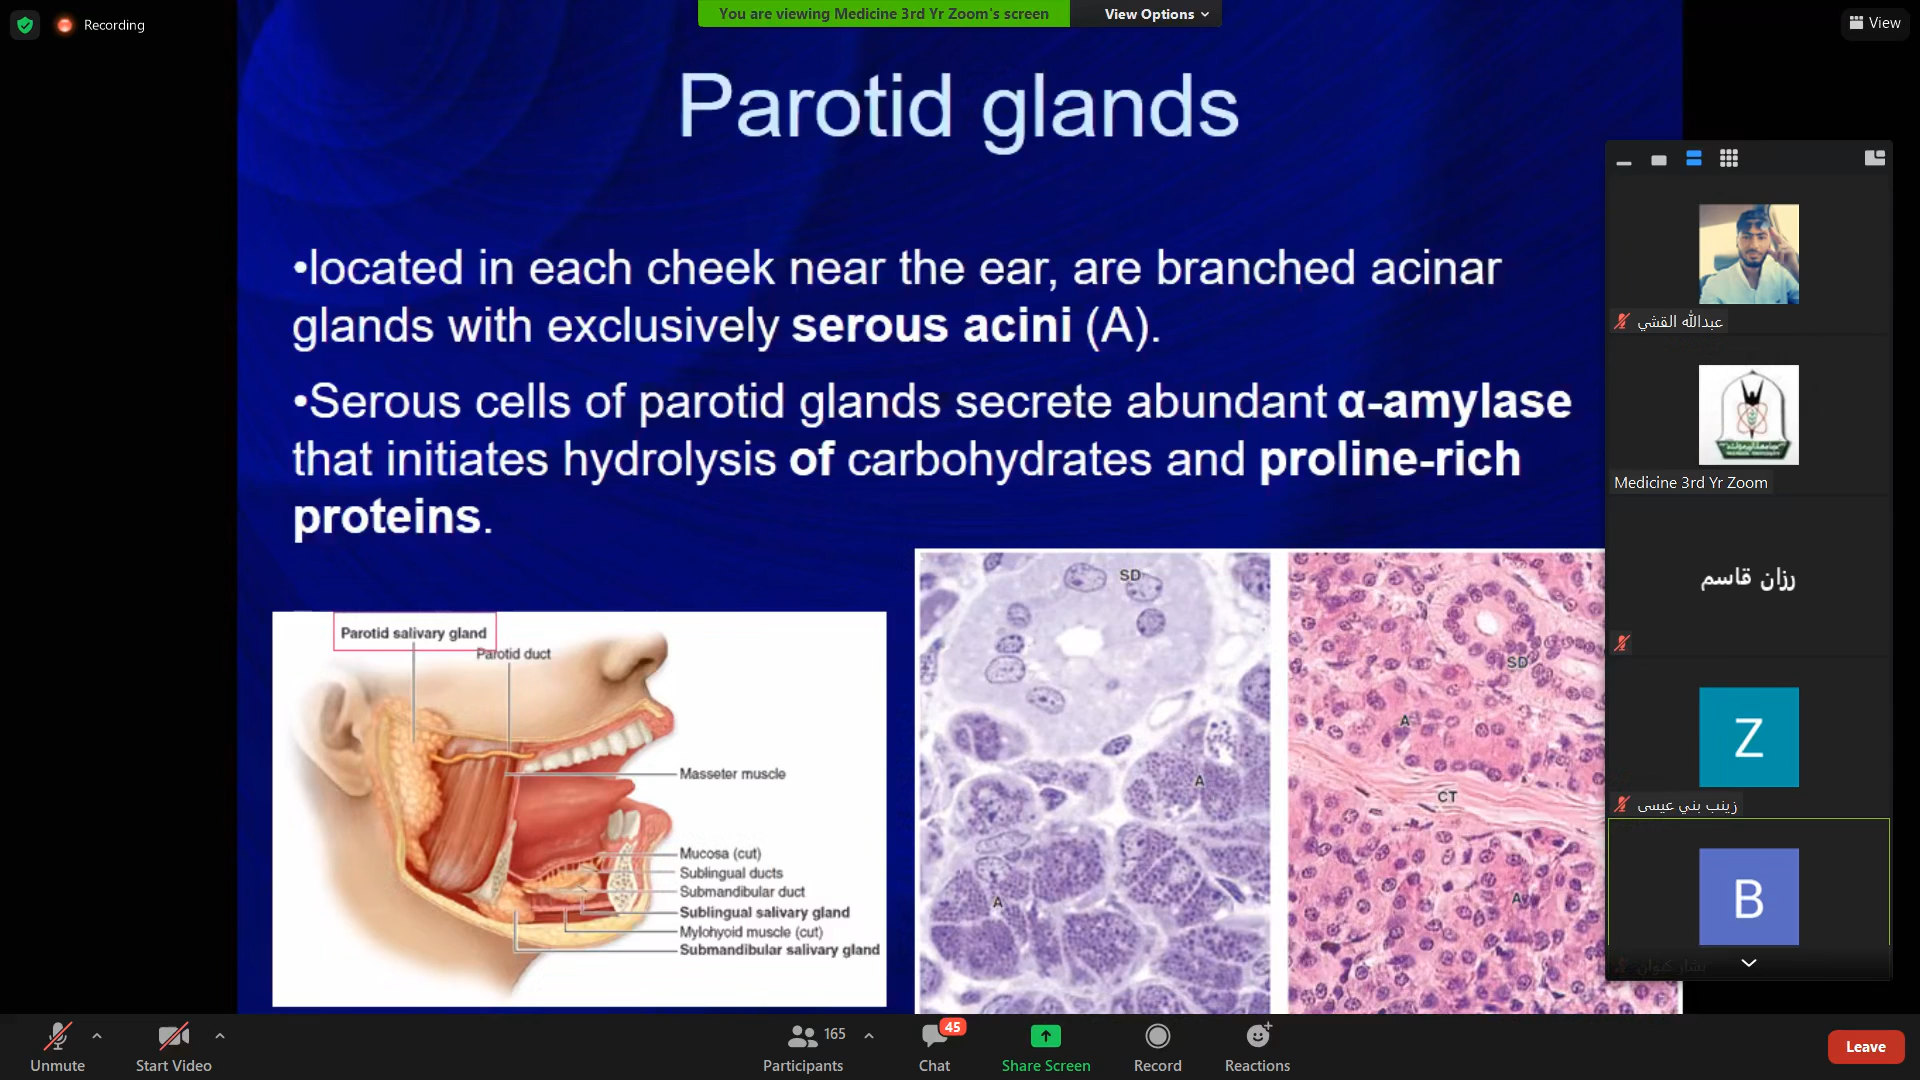 Recording
You are viewing Medicine 3rd Yr Zoom's screen
View Options
View
Parotid glands
•located in each cheek near the ear, are branched acinar
glands with exclusively serous acini (A).
•Serous cells of parotid glands secrete abundant α-amylase
that initiates hydrolysis of carbohydrates and proline-rich
proteins.
Parotid salivary gland
Parotid duct
Masseter muscle
Mucosa (cut)
Sublingual ducts
Submandibular duct
Sublingual salivary gland
Mylohyoid muscle (cut)
Submandibular salivary gland
SD
A
A
SD
A
CT
A
عبدالله القشي
Medicine 3rd Yr Zoom
رزان قاسم
Z
زينب بني عيسى
B
بشار كيوان
Unmute
Start Video
165
Participants
45
Chat
Share Screen
Record
Reactions
Leave